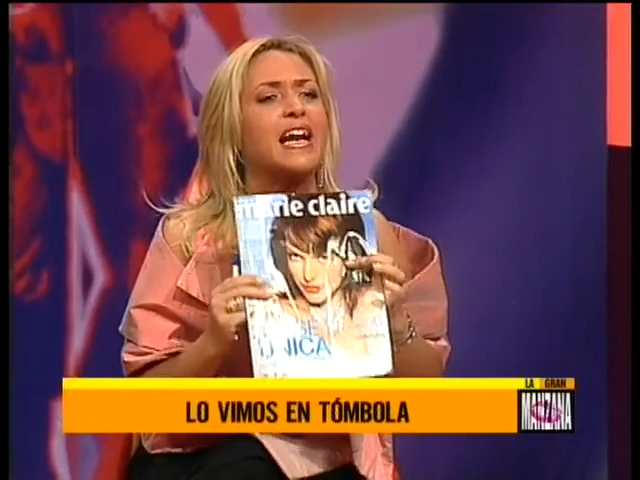 marie claire
NICA
LO VIMOS EN TÓMBOLA
LA GRAN
MANZANA